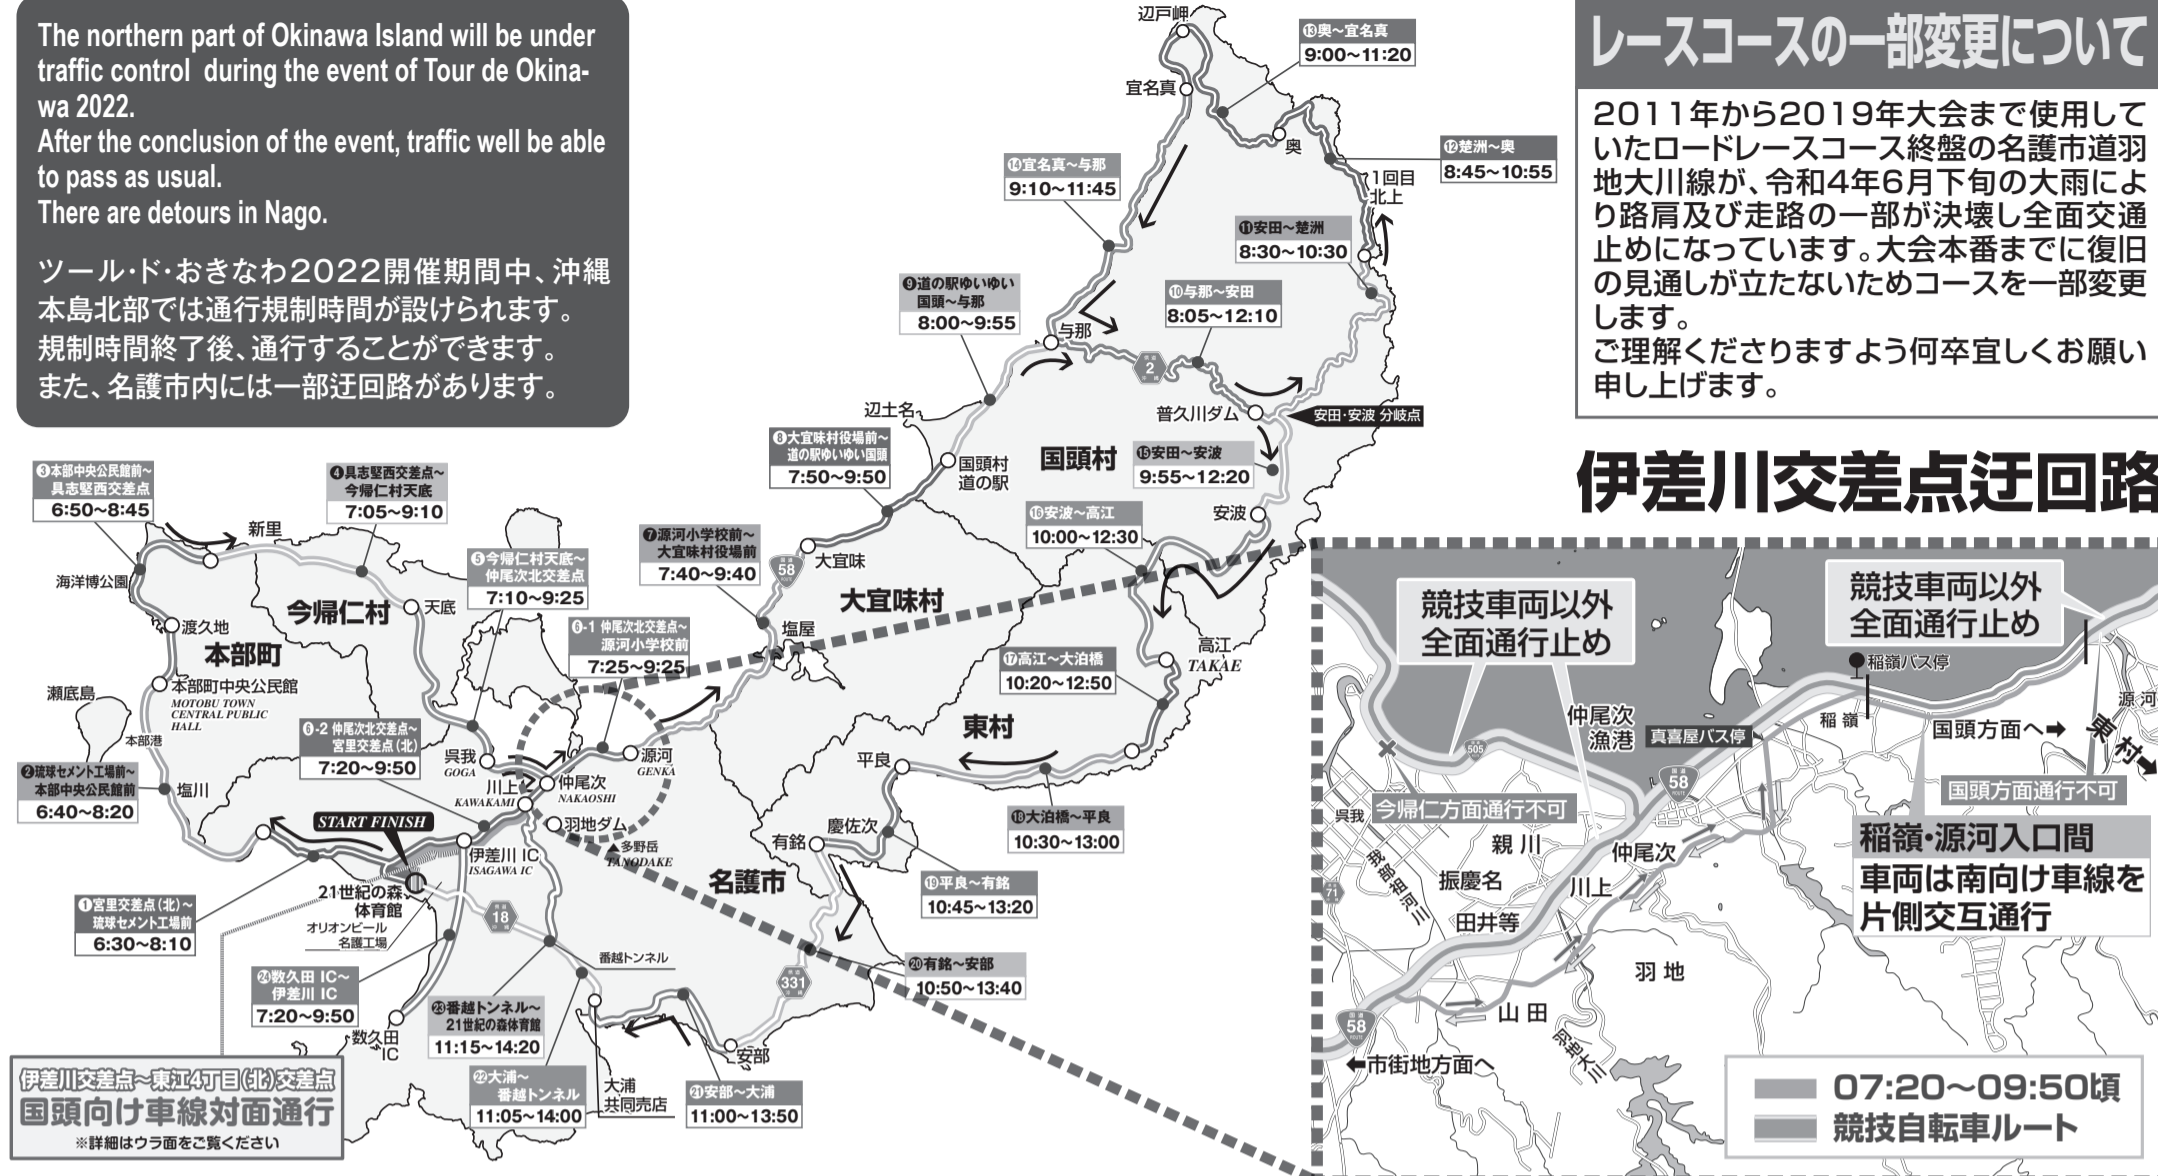 The northern part of Okinawa Island will be under
traffic control during the event of Tour de Okina-
wa 2022.
After the conclusion of the event, traffic well be able
to pass as usual.
There are detours in Nago.
ツール・ド・おきなわ2022開催期間中、沖縄
本島北部では通行規制時間が設けられます。
規制時間終了後、通行することができます。
また、名護市内には一部迂回路があります。
レースコースの一部変更について
2011年から2019年大会まで使用して
いたロードレースコース終盤の名護市道羽
地大川線が、令和4年6月下旬の大雨によ
り路肩及び走路の一部が決壊し全面交通
止めになっています。大会本番までに復旧
の見通しが立たないためコースを一部変更
します。
ご理解くださりますよう何卒宜しくお願い
申し上げます。
辺戸岬
⑬奥〜宜名真
9:00〜11:20
宜名真
奥
⑫楚洲〜奥
8:45〜10:55
⑭宜名真〜与那
9:10〜11:45
1回目
北上
⑪安田〜楚洲
8:30〜10:30
❾道の駅ゆいゆい
国頭〜与那
8:00〜9:55
⑩与那〜安田
8:05〜12:10
与那
2
普久川ダム
安田・安波 分岐点
辺土名
⑧大宜味村役場前〜
道の駅ゆいゆい国頭
7:50〜9:50
国頭村
道の駅
国頭村
⑮安田〜安波
9:55〜12:20
安波
⑯安波〜高江
10:00〜12:30
③本部中央公民館前〜
具志堅西交差点
6:50〜8:45
❹具志堅西交差点〜
今帰仁村天底
7:05〜9:10
新里
海洋博公園
今帰仁村
天底
⑤今帰仁村天底〜
仲尾次北交差点
7:10〜9:25
❼源河小学校前〜
大宜味村役場前
7:40〜9:40
58
ROUTE
大宜味
大宜味村
塩屋
渡久地
本部町
⑥-1 仲尾次北交差点〜
源河小学校前
7:25〜9:25
高江
TAKAE
⑰高江〜大泊橋
10:20〜12:50
瀬底島
本部町中央公民館
MOTOBU TOWN
CENTRAL PUBLIC
HALL
本部港
⑥-2 仲尾次北交差点〜
宮里交差点(北)
7:20〜9:50
呉我
GOGA
源河
GENKA
東村
平良
❷琉球セメント工場前〜
本部中央公民館前
6:40〜8:20
塩川
川上
KAWAKAMI
仲尾次
NAKAOSHI
START FINISH
羽地ダム
▲多野岳
TANODAKE
⑱大泊橋〜平良
10:30〜13:00
慶佐次
有銘
伊差川 IC
ISAGAWA IC
名護市
⑲平良〜有銘
10:45〜13:20
21世紀の森
体育館
オリオンビール
名護工場
①宮里交差点(北)〜
琉球セメント工場前
6:30〜8:10
18
番越トンネル
331
⑳有銘〜安部
10:50〜13:40
㉔数久田 IC〜
伊差川 IC
7:20〜9:50
数久田
IC
㉓番越トンネル〜
21世紀の森体育館
11:15〜14:20
安部
㉒大浦〜
番越トンネル
11:05〜14:00
大浦
共同売店
㉑安部〜大浦
11:00〜13:50
伊差川交差点〜東江4丁目(北)交差点
国頭向け車線対面通行
※詳細はウラ面をご覧ください
伊差川交差点迂回路
競技車両以外
全面通行止め
競技車両以外
全面通行止め
稲嶺バス停
源河
仲尾次
漁港
真喜屋バス停
稲嶺
国頭方面へ➡
東村➡
505
58
ROUTE
今帰仁方面通行不可
国頭方面通行不可
呉我
我部祖河川
親川
仲尾次
稲嶺・源河入口間
車両は南向け車線を
片側交互通行
71
振慶名
川上
田井等
羽地
山田
羽地大川
58
ROUTE
⬅市街地方面へ
07:20〜09:50頃
競技自転車ルート